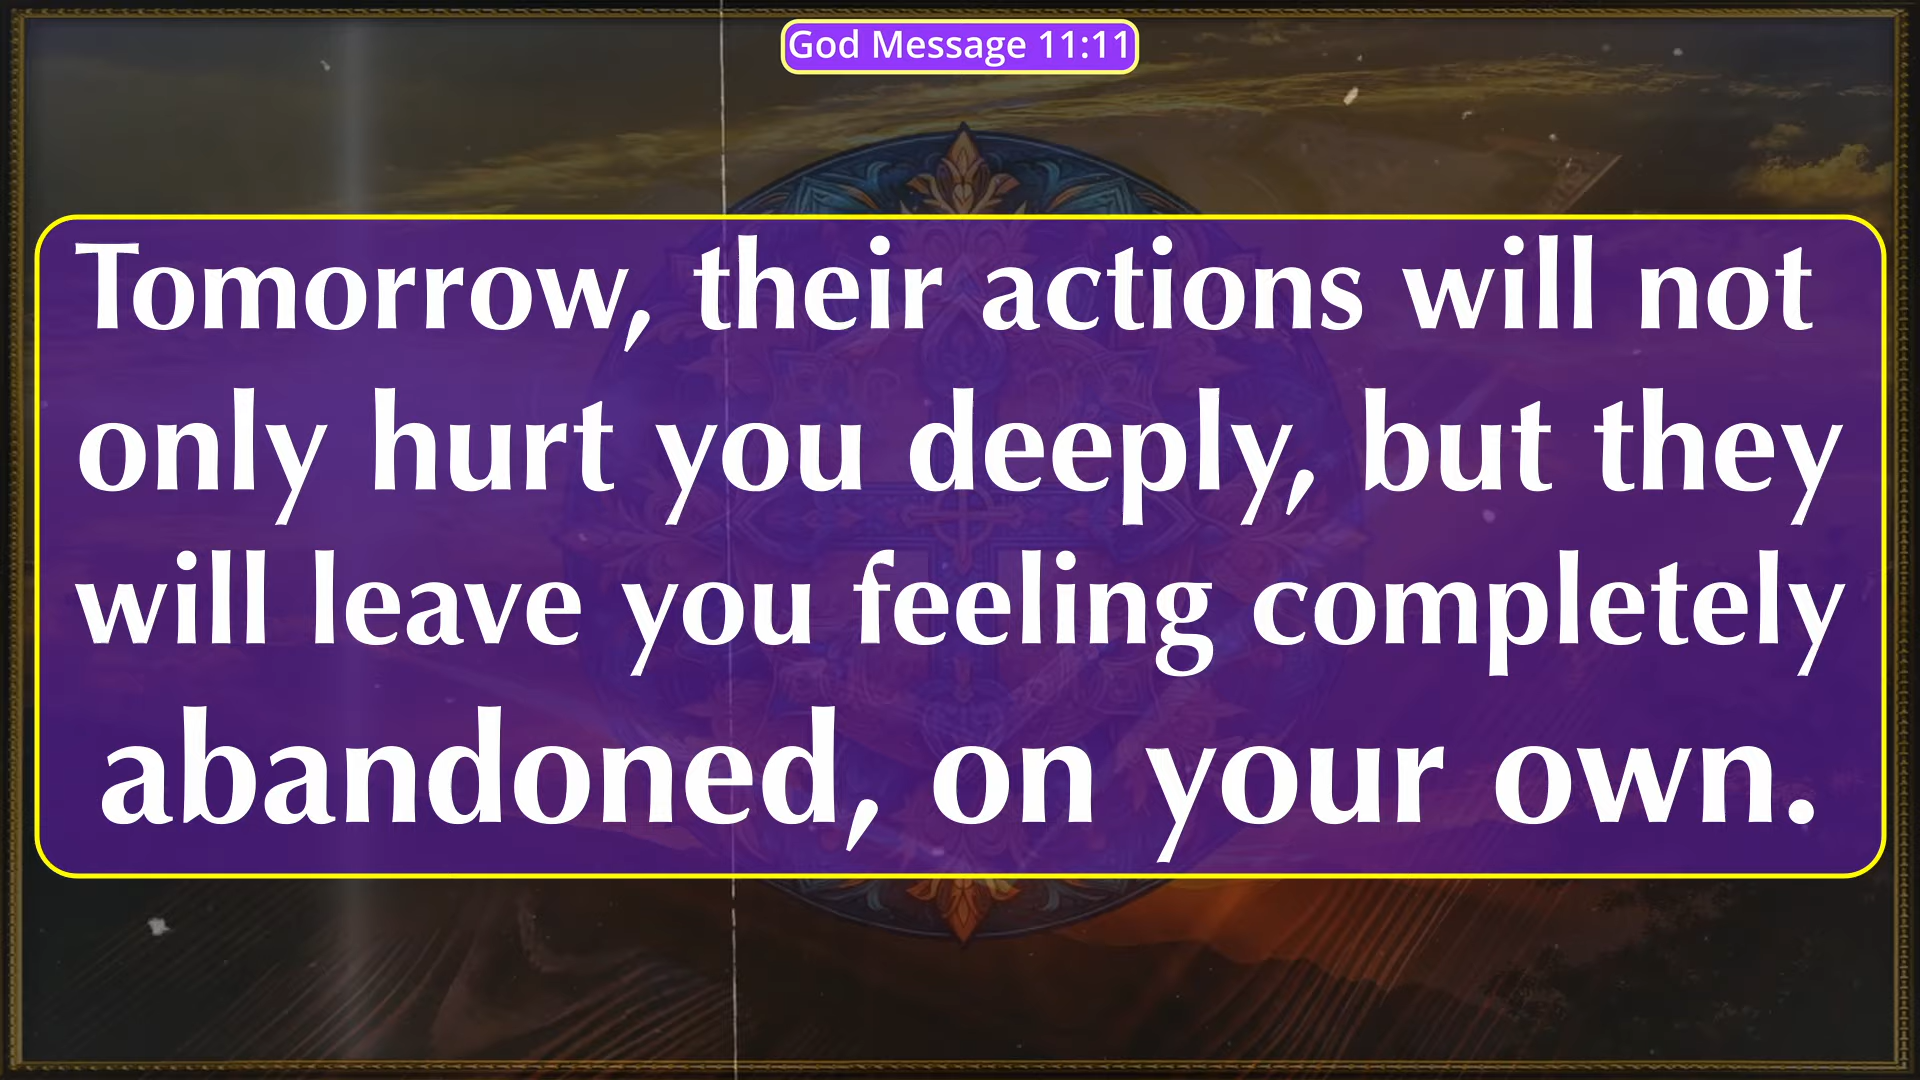 God Message 11:11
Tomorrow, their actions will not
only hurt you deeply, but they
will leave you feeling completely
abandoned, on your own.